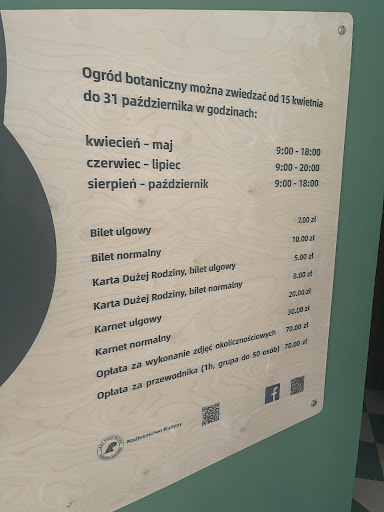 Ogród botaniczny można zwiedzać od 15 kwietnia
do 31 października w godzinach:
kwiecień – maj 9:00 - 18:00
czerwiec – lipiec 9:00 - 20:00
sierpień – październik 9:00 - 18:00
Bilet ulgowy 7.00 zł
Bilet normalny 10.00 zł
Karta Dużej Rodziny, bilet ulgowy 5.00 zł
Karta Dużej Rodziny, bilet normalny 8.00 zł
Karnet ulgowy 20.00 zł
Karnet normalny 30.00 zł
Opłata za wykonanie zdjęć okolicznościowych 70.00 zł
Opłata za przewodnika (1h, grupa do 50 osób) 70.00 zł
Nadleśnictwo Kudypy